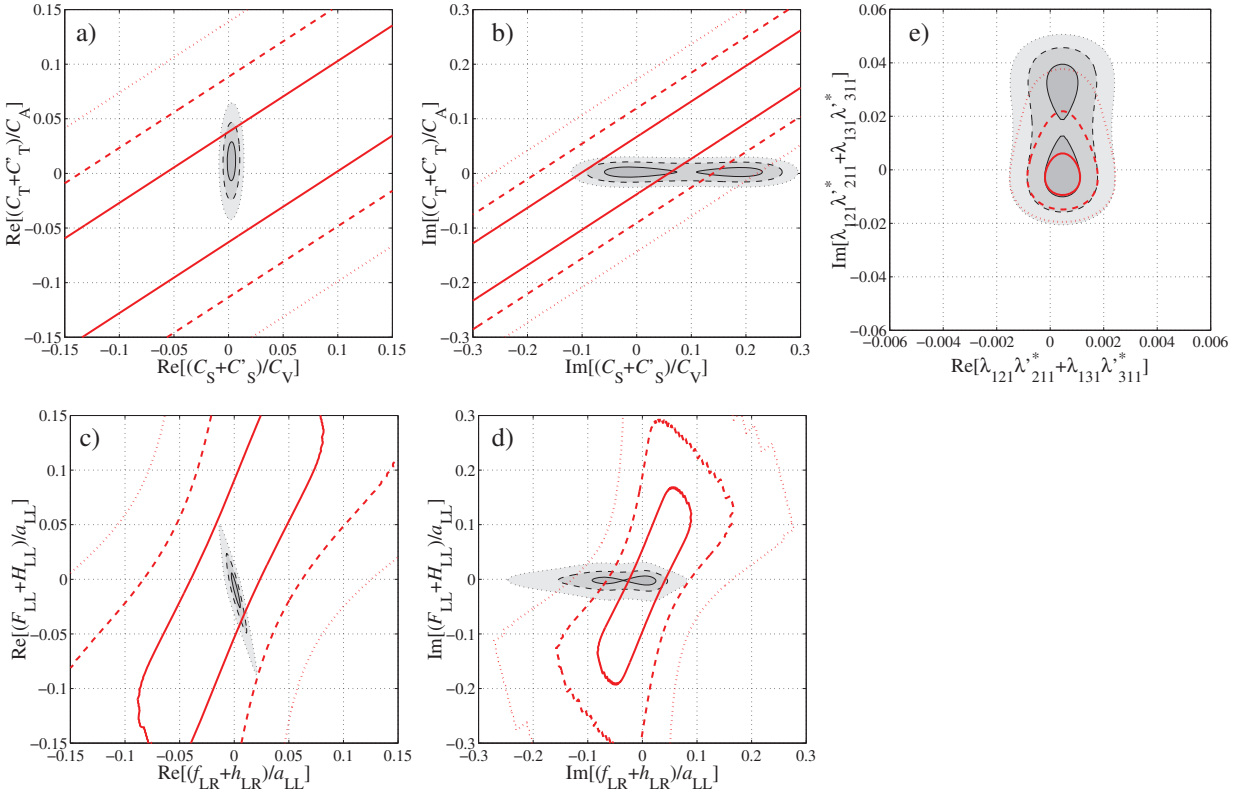 a)
0.15
0.1
0.05
0
−0.05
−0.1
−0.15
Re[(C_T+C'_T)/C_A]
−0.15 −0.1 −0.05 0 0.05 0.1 0.15
Re[(C_S+C'_S)/C_V]
b)
0.3
0.2
0.1
0
−0.1
−0.2
−0.3
Im[(C_T+C'_T)/C_A]
−0.3 −0.2 −0.1 0 0.1 0.2 0.3
Im[(C_S+C'_S)/C_V]
e)
0.06
0.04
0.02
0
−0.02
−0.04
−0.06
Im[λ_121λ'^*_211+λ_131λ'^*_311]
−0.006 −0.004 −0.002 0 0.002 0.004 0.006
Re[λ_121λ'^*_211+λ_131λ'^*_311]
c)
0.15
0.1
0.05
0
−0.05
−0.1
−0.15
Re[(F_LL+H_LL)/a_LL]
−0.15 −0.1 −0.05 0 0.05 0.1 0.15
Re[(f_LR+h_LR)/a_LL]
d)
0.3
0.2
0.1
0
−0.1
−0.2
−0.3
Im[(F_LL+H_LL)/a_LL]
−0.3 −0.2 −0.1 0 0.1 0.2 0.3
Im[(f_LR+h_LR)/a_LL]